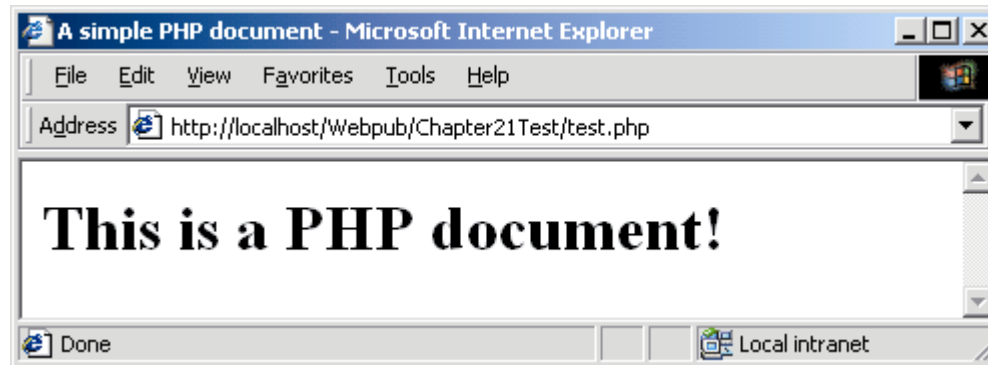 A simple PHP document - Microsoft Internet Explorer
File Edit View Favorites Tools Help
Address http://localhost/Webpub/Chapter21Test/test.php
This is a PHP document!
Done Local intranet